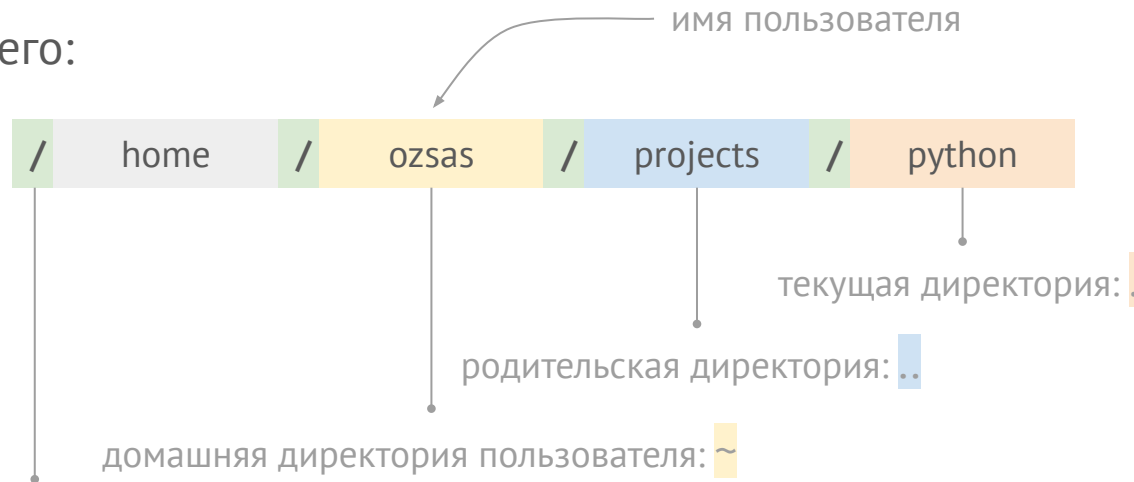 имя пользователя
его:
/ home / ozsas / projects / python
текущая директория: .
родительская директория: ..
домашняя директория пользователя: ~